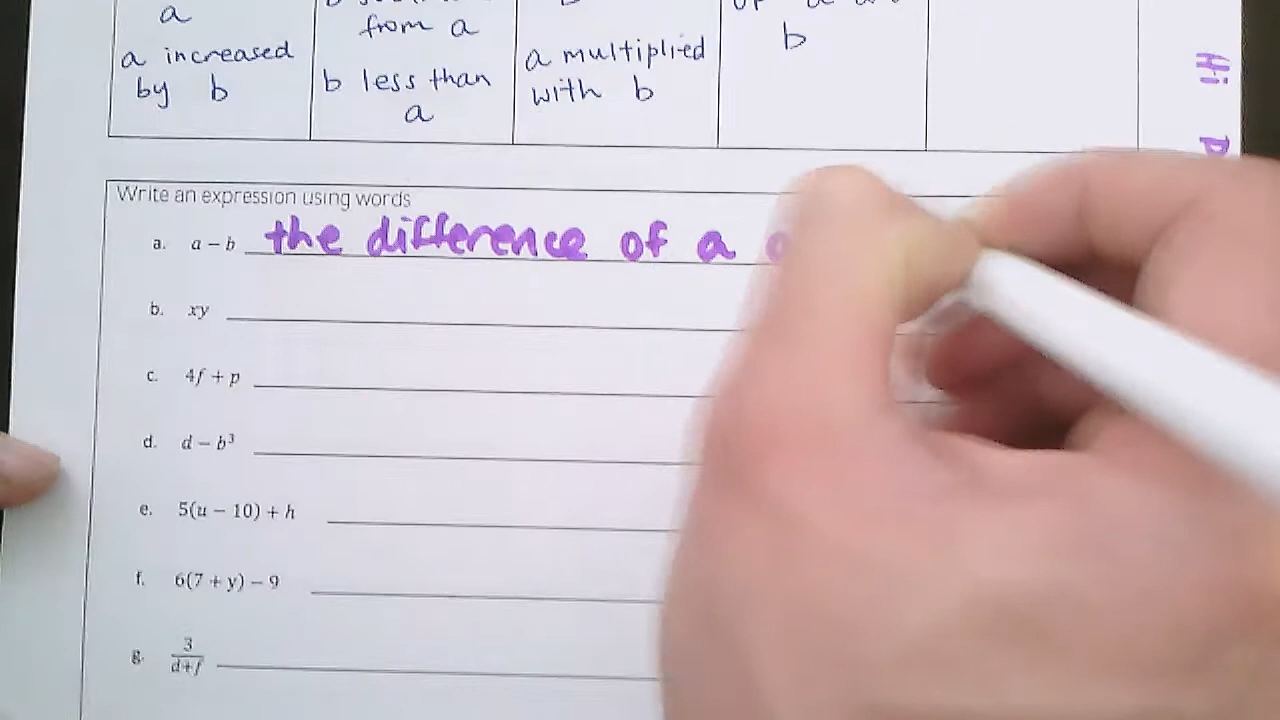 a
a increased
by b
from a
b less than
a
a multiplied
with b
b
Hi
Write an expression using words
a. a − b the difference of a
b. xy
c. 4f + p
d. d − b³
e. 5(u − 10) + h
f. 6(7 + y) − 9
g. 3
d+f